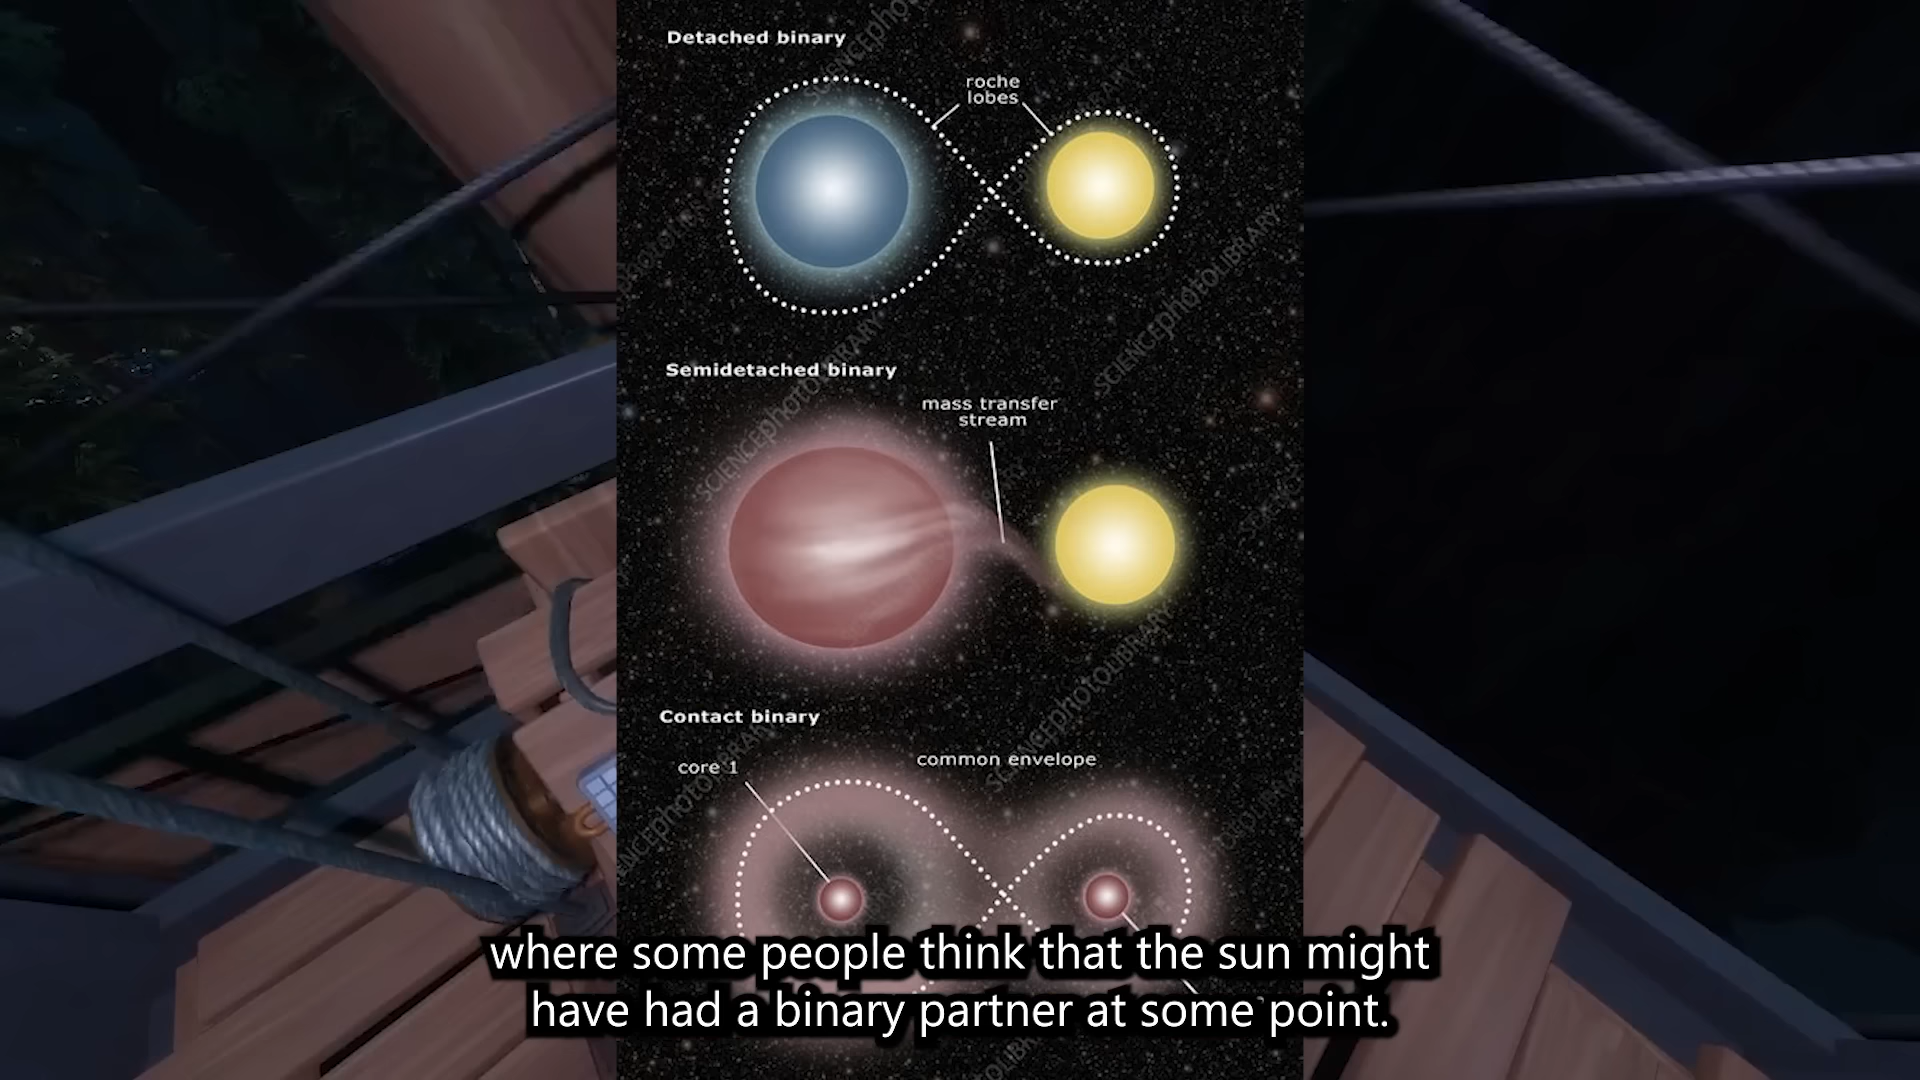 Detached binary
roche
lobes
Semidetached binary
mass transfer
stream
Contact binary
core 1
common envelope
SCIENCEphotoLIBRARY
where some people think that the sun might
have had a binary partner at some point.